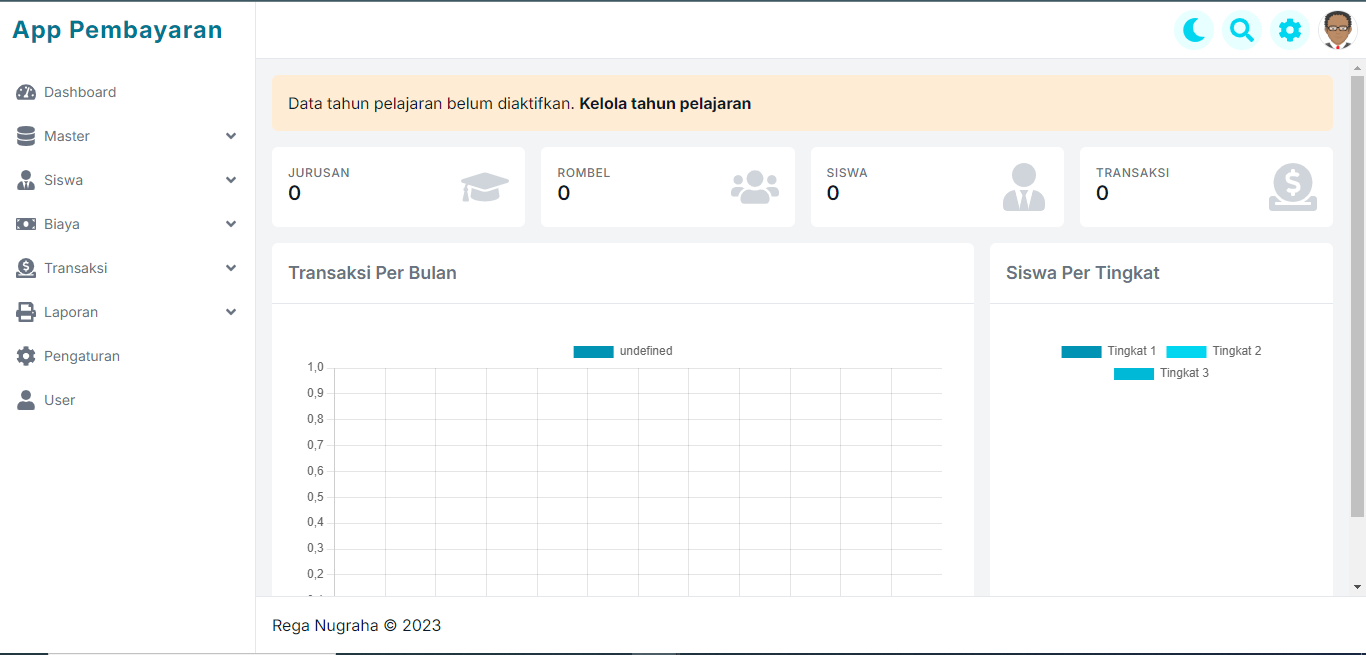 App Pembayaran
Dashboard
Master
Siswa
Biaya
Transaksi
Laporan
Pengaturan
User
Data tahun pelajaran belum diaktifkan. Kelola tahun pelajaran
JURUSAN
0
ROMBEL
0
SISWA
0
TRANSAKSI
0
Transaksi Per Bulan
undefined
1,0
0,9
0,8
0,7
0,6
0,5
0,4
0,3
0,2
Siswa Per Tingkat
Tingkat 1 Tingkat 2
Tingkat 3
Rega Nugraha © 2023